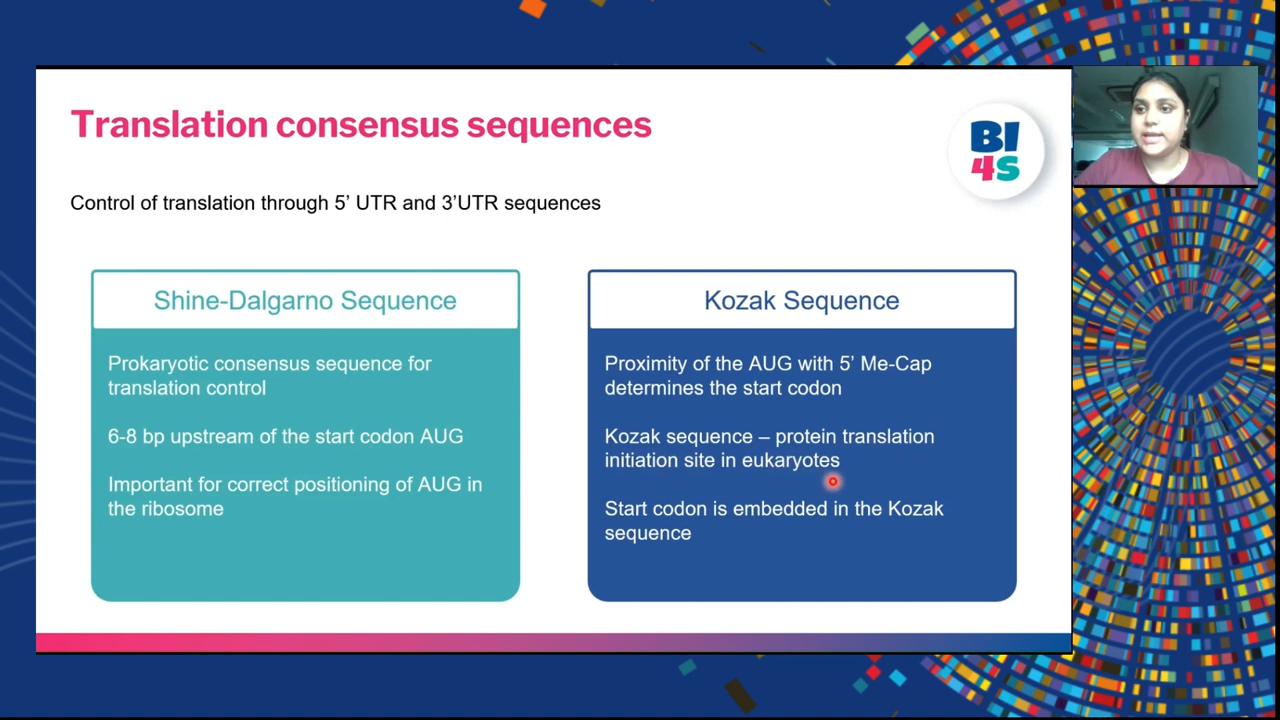 Translation consensus sequences
BI
4S
Control of translation through 5’ UTR and 3’UTR sequences
Shine-Dalgarno Sequence
Prokaryotic consensus sequence for
translation control
6-8 bp upstream of the start codon AUG
Important for correct positioning of AUG in
the ribosome
Kozak Sequence
Proximity of the AUG with 5’ Me-Cap
determines the start codon
Kozak sequence – protein translation
initiation site in eukaryotes
Start codon is embedded in the Kozak
sequence